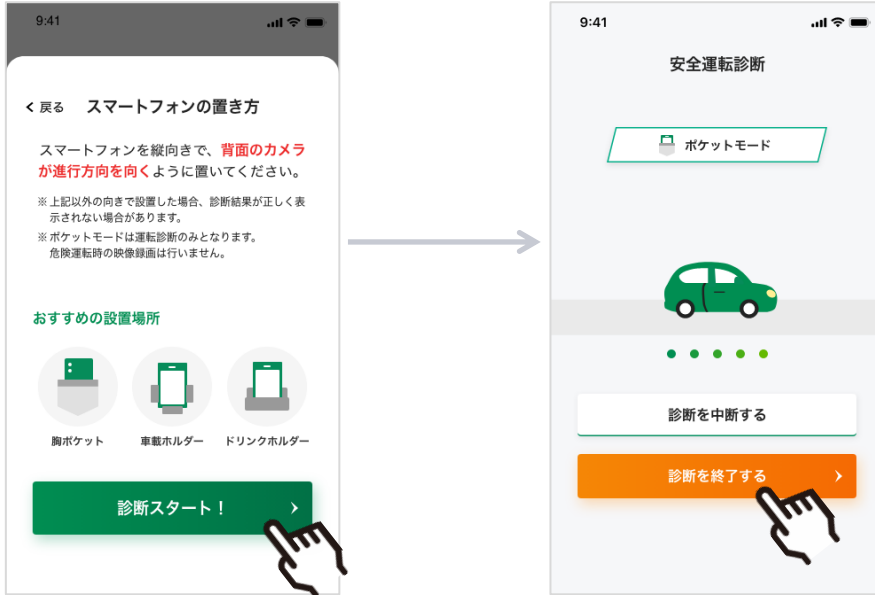 9:41
戻る スマートフォンの置き方
スマートフォンを縦向きで、背面のカメラ
が進行方向を向くように置いてください。
※上記以外の向きで設置した場合、診断結果が正しく表
示されない場合があります。
※ポケットモードは運転診断のみとなります。
危険運転時の映像録画は行いません。
おすすめの設置場所
胸ポケット 車載ホルダー ドリンクホルダー
診断スタート！
9:41
安全運転診断
ポケットモード
診断を中断する
診断を終了する